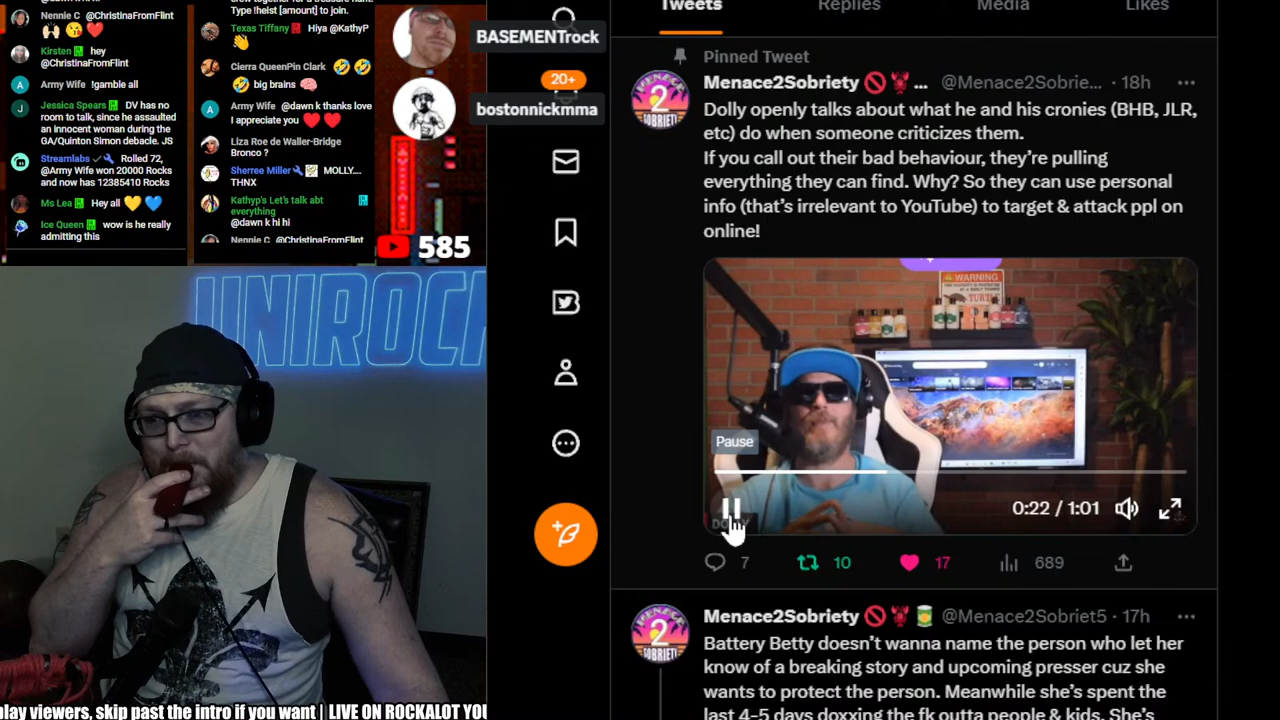 Nennie C @ChristinaFromFlint
Kirsten hey
@ChristinaFromFlint
Army Wife !gamble all
Jessica Spears DV has no
room to talk, since he assaulted
an innocent woman during the
GA/Quinton Simon debacle. JS
Streamlabs Rolled 72,
@Army Wife won 20000 Rocks
and now has 12385410 Rocks
Ms Lea Hey all
Ice Queen wow is he really
admitting this
Type !heist [amount] to join.
Texas Tiffany Hiya @KathyP
Cierra QueenPin Clark
big brains
Army Wife @dawn k thanks love
I appreciate you
Liza Roe de Waller-Bridge
Bronco ?
Sherree Miller MOLLY....
THNX
Kathyp's Let's talk abt
everything
@dawn k hi hi
Nennie C @ChristinaFromFlint
BASEMENTrock
bostonnickmma
585
20+
UNIROCK
play viewers, skip past the intro if you want | LIVE ON ROCKALOT YOU
Tweets Replies Media Likes
Pinned Tweet
Menace2Sobriety ... @Menace2Sobrie... · 18h
Dolly openly talks about what he and his cronies (BHB, JLR,
etc) do when someone criticizes them.
If you call out their bad behaviour, they're pulling
everything they can find. Why? So they can use personal
info (that's irrelevant to YouTube) to target & attack ppl on
online!
WARNING
Pause
0:22 / 1:01
7 10 17 689
Menace2Sobriety @Menace2Sobriet5 · 17h
Battery Betty doesn't wanna name the person who let her
know of a breaking story and upcoming presser cuz she
wants to protect the person. Meanwhile she's spent the
last 4-5 days doxxing the fk outta people & kids. She's